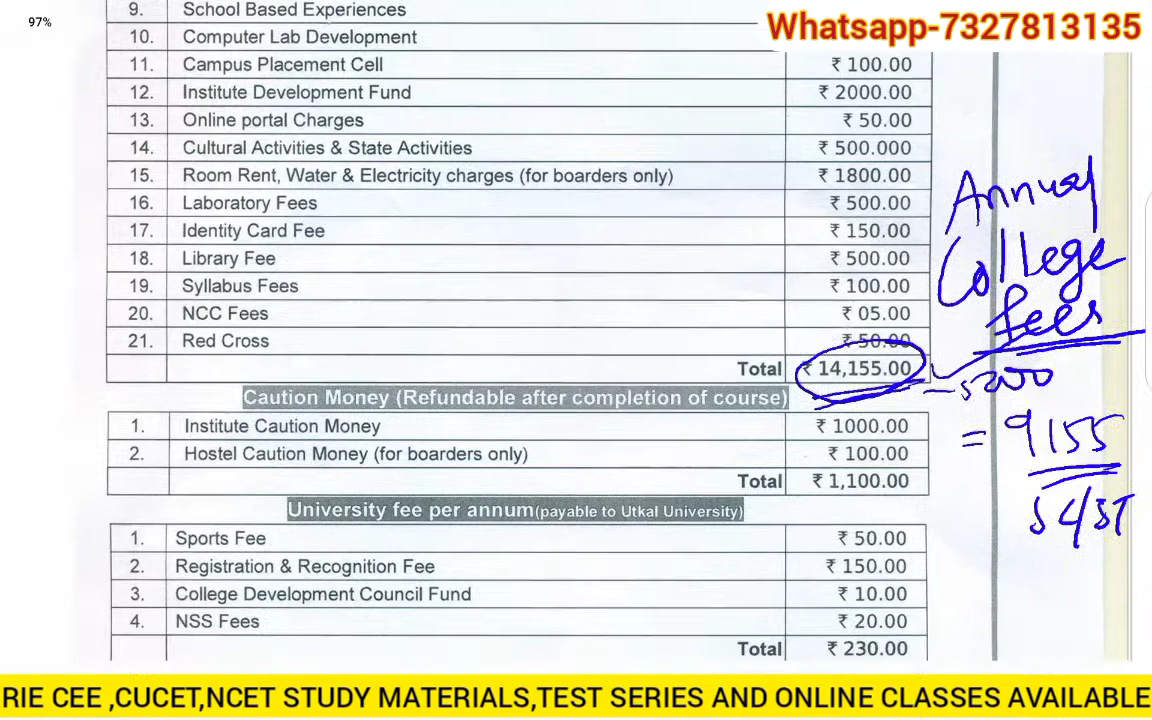 97%
Whatsapp-7327813135
9. School Based Experiences
10. Computer Lab Development
11. Campus Placement Cell ₹ 100.00
12. Institute Development Fund ₹ 2000.00
13. Online portal Charges ₹ 50.00
14. Cultural Activities & State Activities ₹ 500.000
15. Room Rent, Water & Electricity charges (for boarders only) ₹ 1800.00
16. Laboratory Fees ₹ 500.00
17. Identity Card Fee ₹ 150.00
18. Library Fee ₹ 500.00
19. Syllabus Fees ₹ 100.00
20. NCC Fees ₹ 05.00
21. Red Cross ₹ 50.00
Total ₹ 14,155.00
Annual
College
fees
- 5000
= 9155
SC/ST
Caution Money (Refundable after completion of course)
1. Institute Caution Money ₹ 1000.00
2. Hostel Caution Money (for boarders only) ₹ 100.00
Total ₹ 1,100.00
University fee per annum(payable to Utkal University)
1. Sports Fee ₹ 50.00
2. Registration & Recognition Fee ₹ 150.00
3. College Development Council Fund ₹ 10.00
4. NSS Fees ₹ 20.00
Total ₹ 230.00
RIE CEE ,CUCET,NCET STUDY MATERIALS,TEST SERIES AND ONLINE CLASSES AVAILABLE